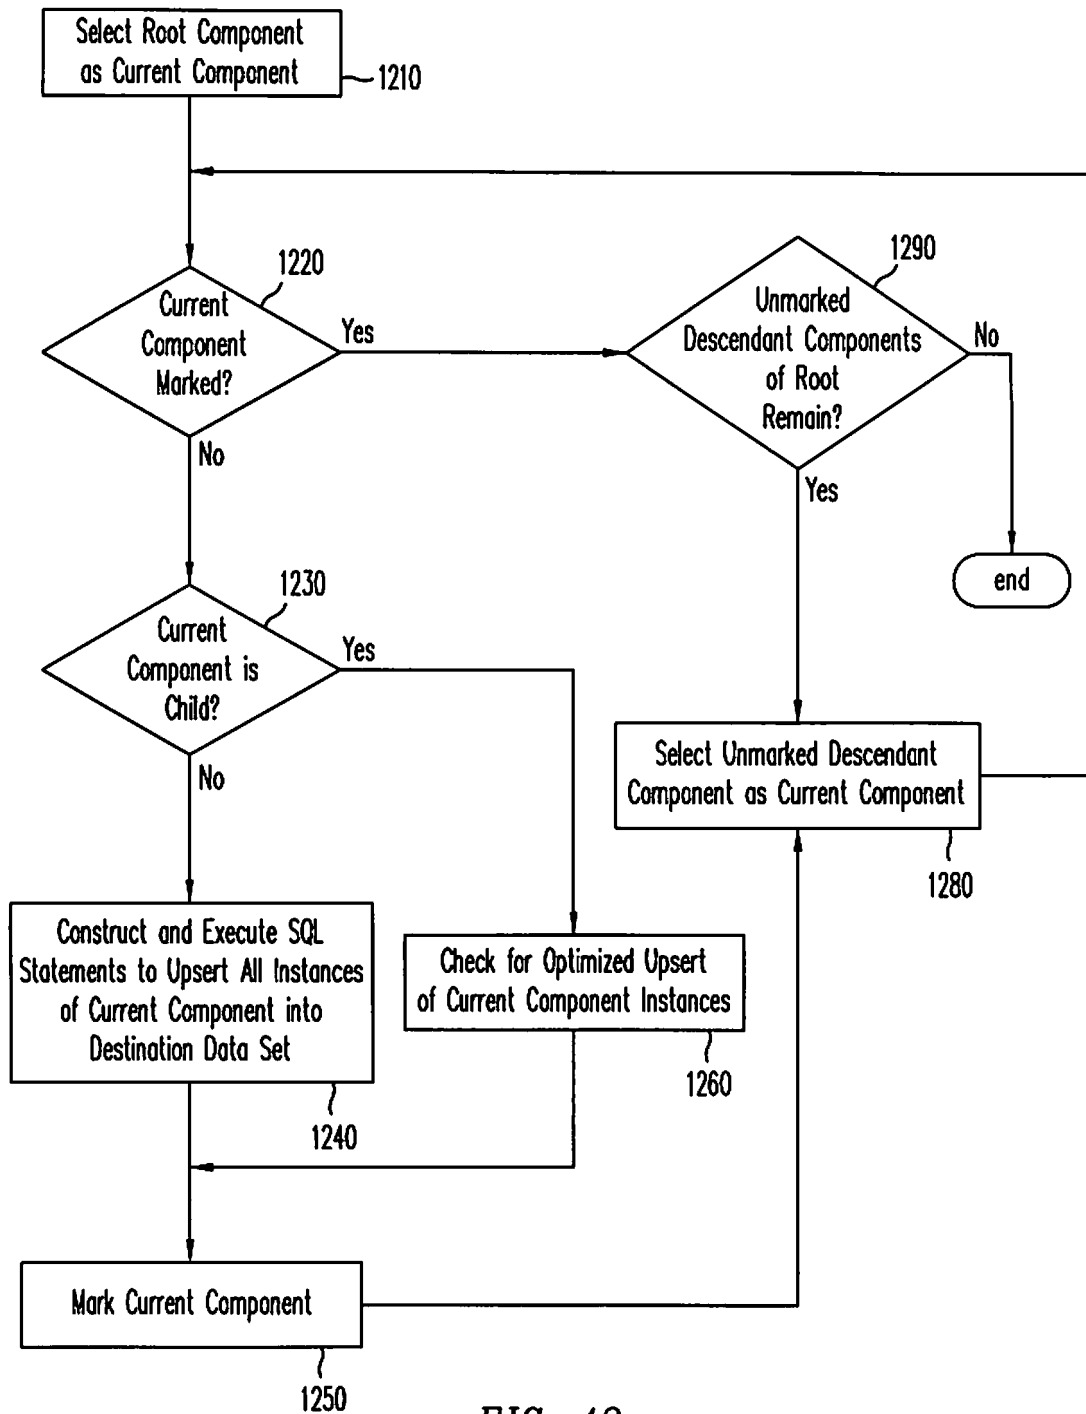 Select Root Component
as Current Component
1210
1220
Current
Component
Marked?
Yes
No
1290
Unmarked
Descendant Components
of Root
Remain?
No
Yes
end
1230
Current
Component is
Child?
Yes
No
Select Unmarked Descendant
Component as Current Component
1280
Construct and Execute SQL
Statements to Upsert All Instances
of Current Component into
Destination Data Set
1240
Check for Optimized Upsert
of Current Component Instances
1260
Mark Current Component
1250